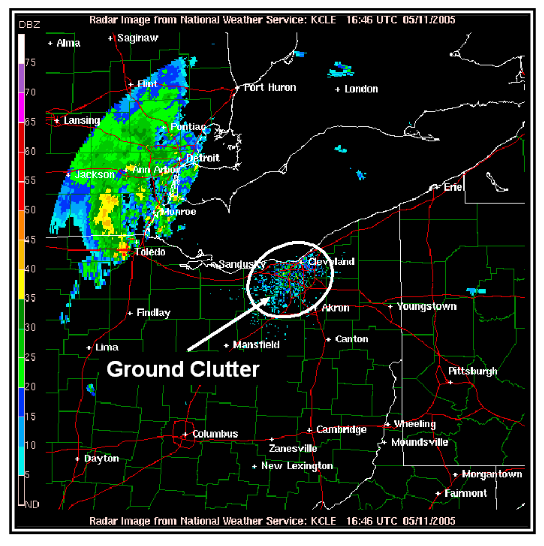 DBZ
Radar Image from National Weather Service: KCLE 16:46 UTC 05/11/2005
Saginaw
Alma
75
Flint
Port Huron
London
70
65
Lansing
Pontiac
60
Detroit
55
Jackson
Ann Arbor
Erie
50
Monroe
45
Toledo
Sandusky
Cleveland
40
35
Findlay
Akron
Youngstown
30
Lima
Mansfield
Canton
25
Ground Clutter
Pittsburgh
20
15
Columbus
Cambridge
Wheeling
10
Zanesville
Moundsville
Dayton
New Lexington
Morgantown
5
Fairmont
ND
Radar Image from National Weather Service: KCLE 16:46 UTC 05/11/2005